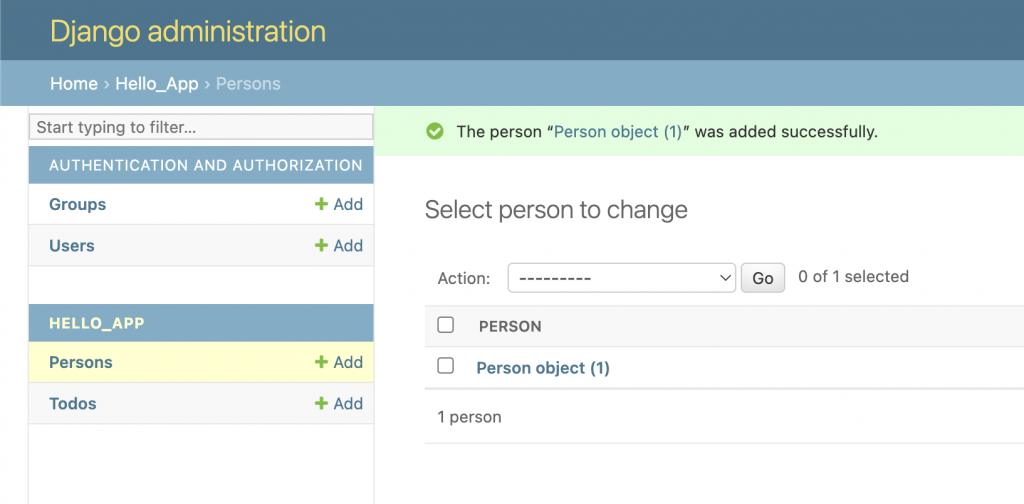 Django administration
Home › Hello_App › Persons
Start typing to filter...
AUTHENTICATION AND AUTHORIZATION
Groups + Add
Users + Add
HELLO_APP
Persons + Add
Todos + Add
The person “Person object (1)” was added successfully.
Select person to change
Action: --------- Go 0 of 1 selected
PERSON
Person object (1)
1 person